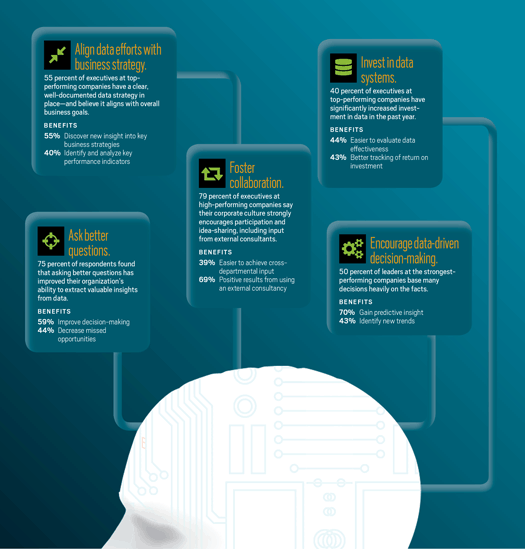 Align data efforts with
business strategy.
55 percent of executives at top-
performing companies have a clear,
well-documented data strategy in
place—and believe it aligns with overall
business goals.
BENEFITS
55% Discover new insight into key
business strategies
40% Identify and analyze key
performance indicators
Invest in data
systems.
40 percent of executives at
top-performing companies have
significantly increased invest-
ment in data in the past year.
BENEFITS
44% Easier to evaluate data
effectiveness
43% Better tracking of return on
investment
Foster
collaboration.
79 percent of executives at
high-performing companies say
their corporate culture strongly
encourages participation and
idea-sharing, including input
from external consultants.
BENEFITS
39% Easier to achieve cross-
departmental input
69% Positive results from using
an external consultancy
Ask better
questions.
75 percent of respondents found
that asking better questions has
improved their organization's
ability to extract valuable insights
from data.
BENEFITS
59% Improve decision-making
44% Decrease missed
opportunities
Encourage data-driven
decision-making.
50 percent of leaders at the strongest-
performing companies base many
decisions heavily on the facts.
BENEFITS
70% Gain predictive insight
43% Identify new trends